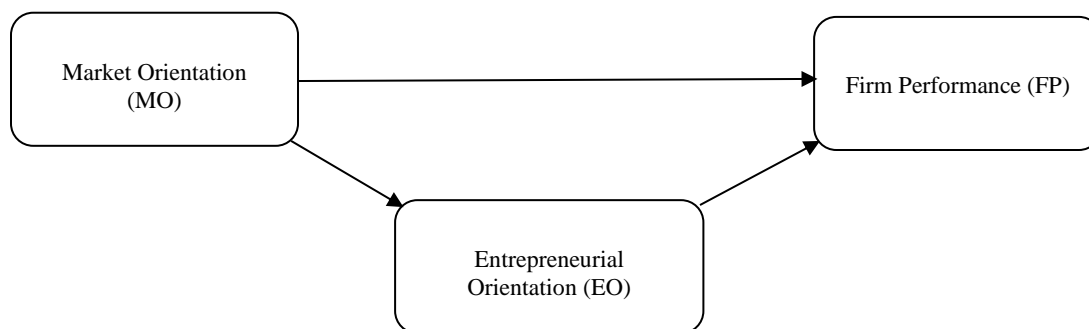 Market Orientation
(MO)
Firm Performance (FP)
Entrepreneurial
Orientation (EO)